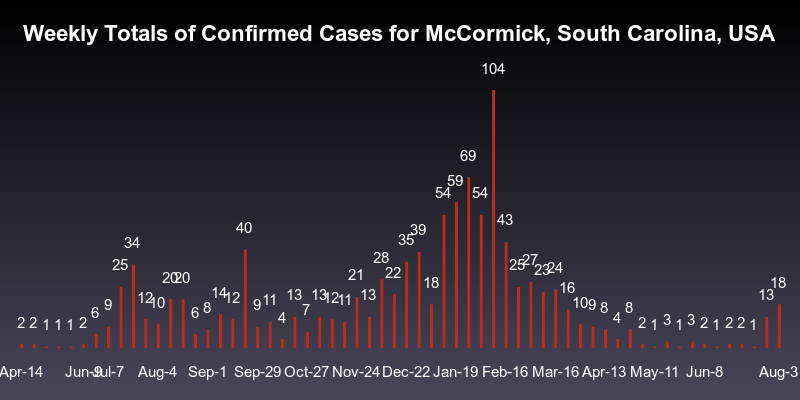 Weekly Totals of Confirmed Cases for McCormick, South Carolina, USA
104
69
59
54 54
43
40
39
35
34
28
27
25 25 24
23
22
21
20 20
18 18
16
14
13 13 13 13
12 12 12
11 11
10 10
9 9 9
8 8 8
7
6 6
4 4
3 3
2 2 2 2 2 2 2
1 1 1 1 1 1 1
Apr-14 Jun-9 Jul-7 Aug-4 Sep-1 Sep-29 Oct-27 Nov-24 Dec-22 Jan-19 Feb-16 Mar-16 Apr-13 May-11 Jun-8 Aug-3